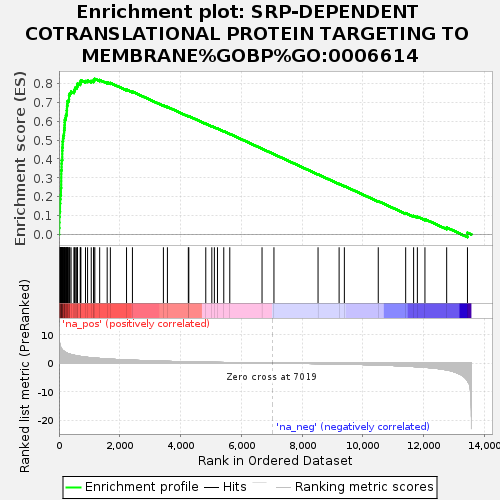 Enrichment plot: SRP-DEPENDENT
COTRANSLATIONAL PROTEIN TARGETING TO
MEMBRANE%GOBP%GO:0006614
Enrichment score (ES)
0.8
0.7
0.6
0.5
0.4
0.3
0.2
0.1
0.0
'na_pos' (positively correlated)
Ranked list metric (PreRanked)
10
5
0
-5
-10
-15
-20
Zero cross at 7019
'na_neg' (negatively correlated)
0
2,000
4,000
6,000
8,000
10,000
12,000
14,000
Rank in Ordered Dataset
Enrichment profile
Hits
Ranking metric scores